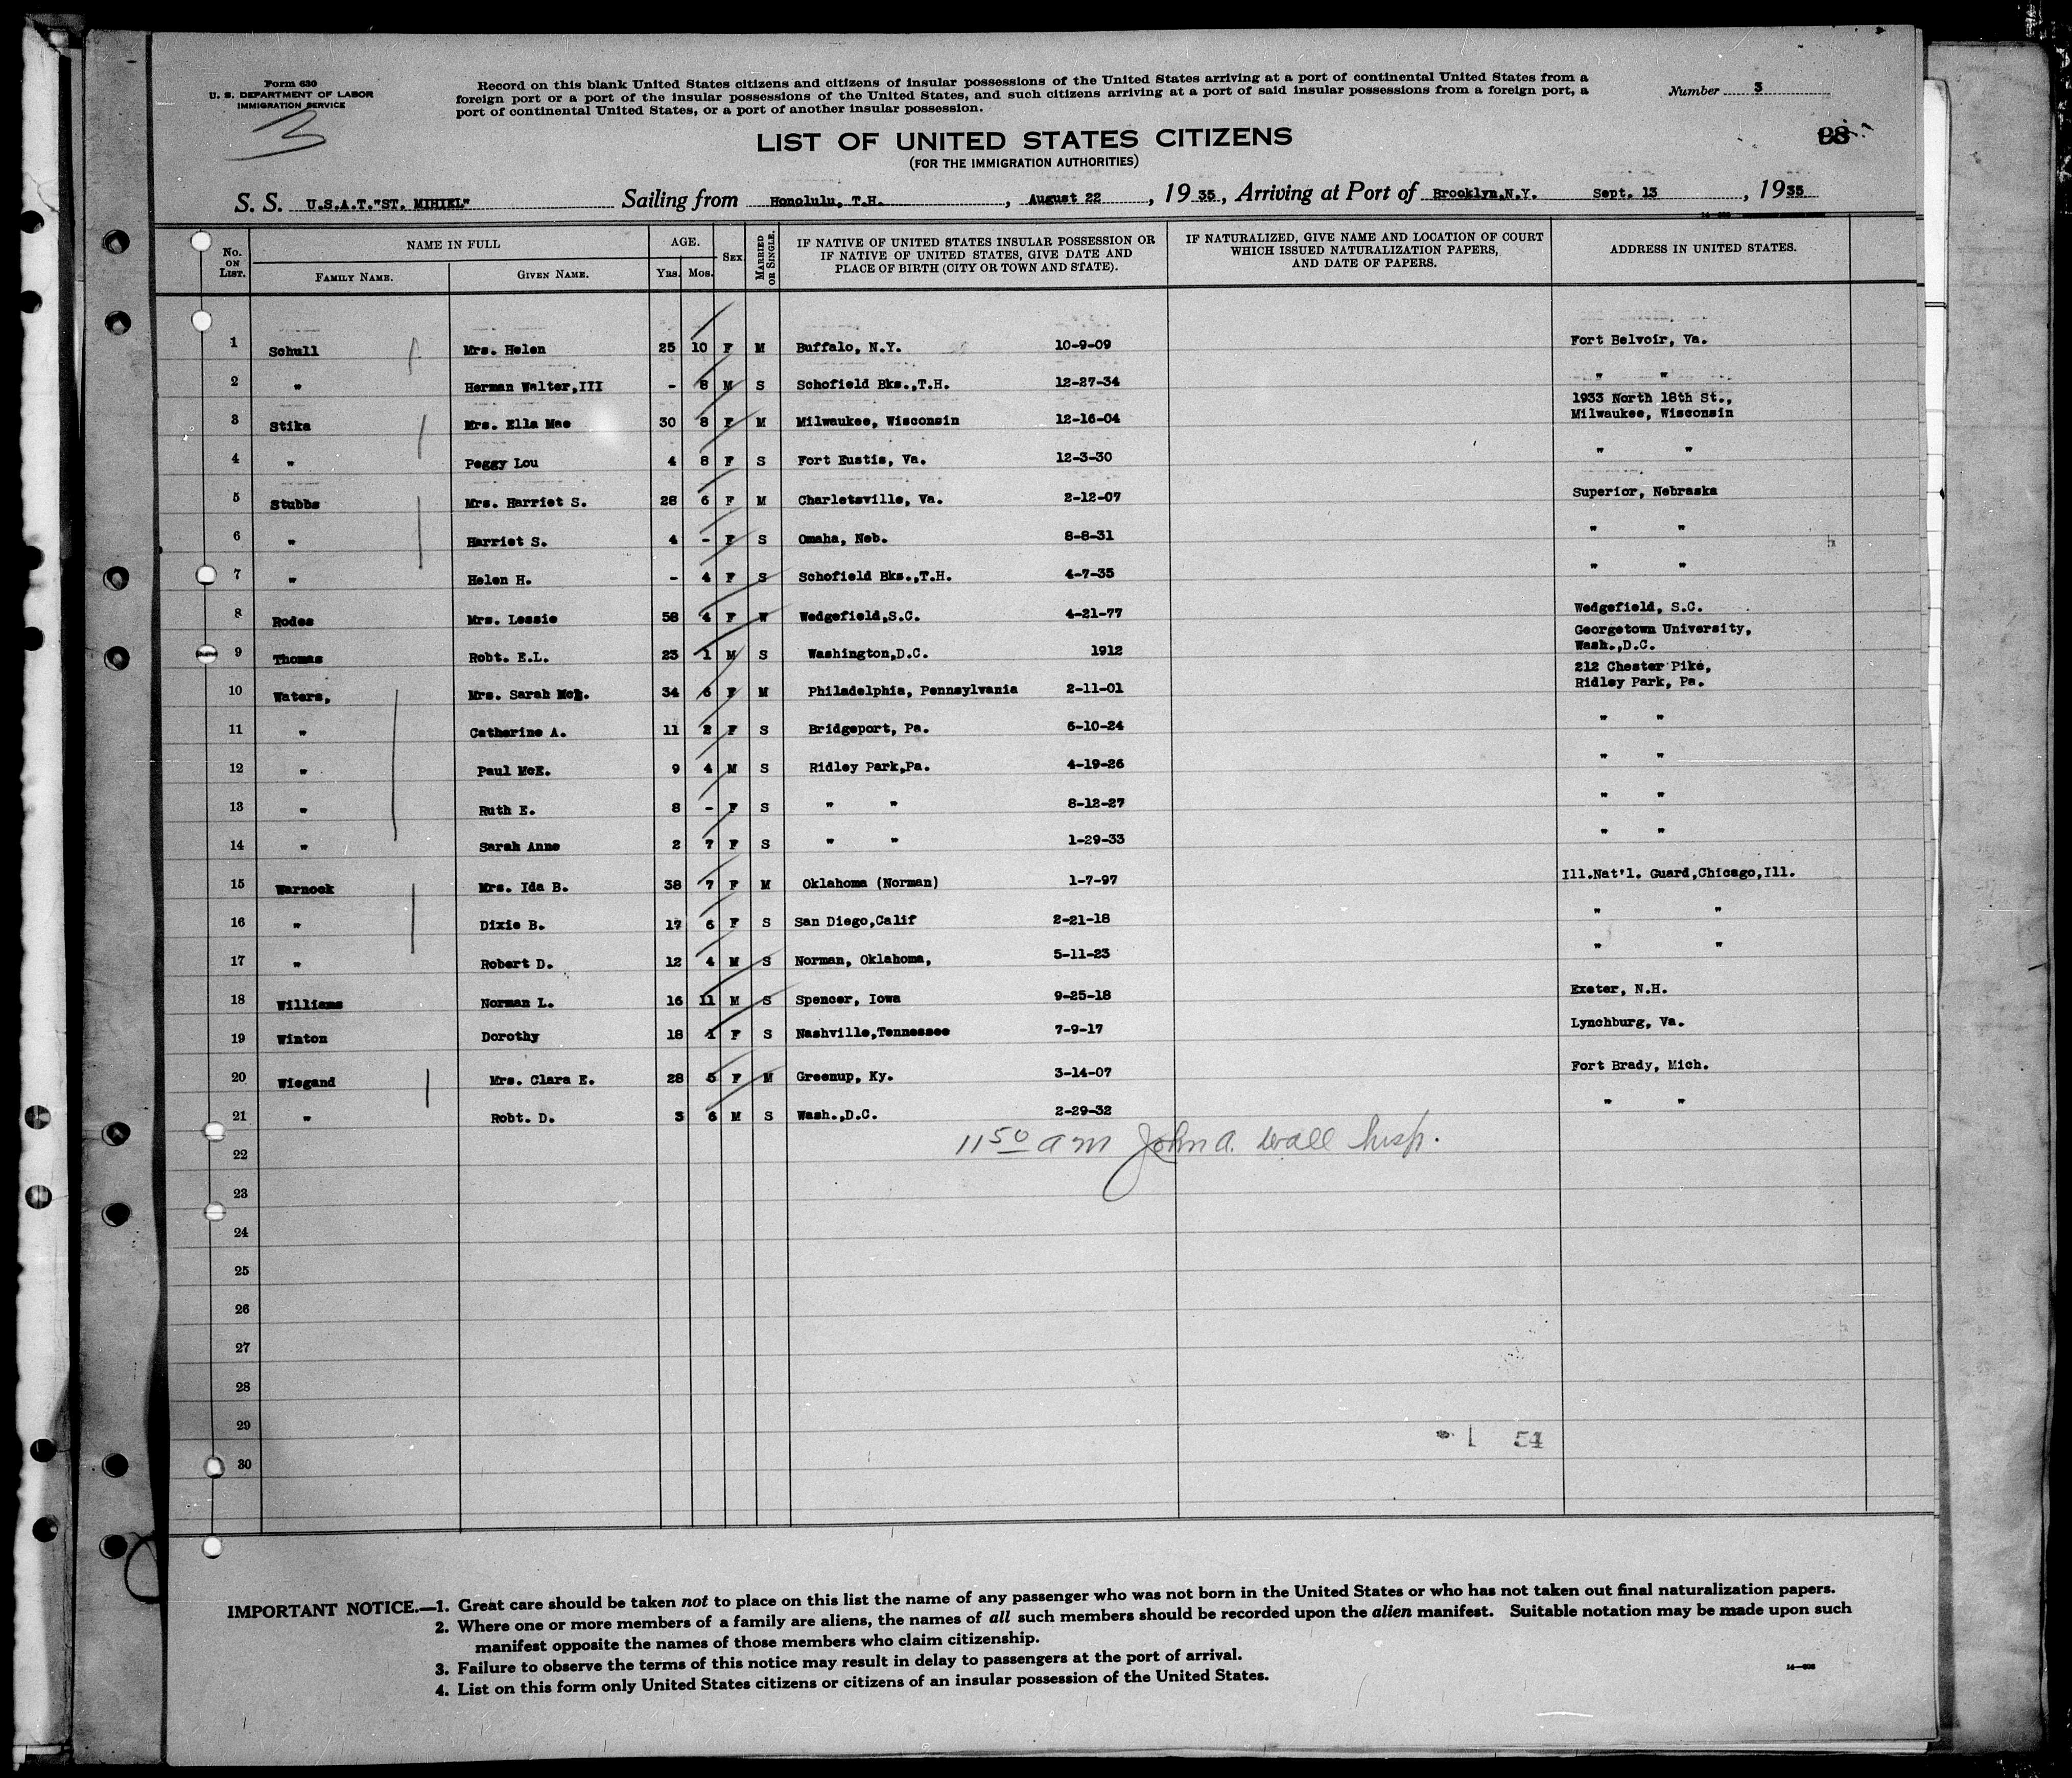 Form 630
U. S. DEPARTMENT OF LABOR
IMMIGRATION SERVICE
3
Record on this blank United States citizens and citizens of insular possessions of the United States arriving at a port of continental United States from a
foreign port or a port of the insular possessions of the United States, and such citizens arriving at a port of said insular possessions from a foreign port, a
port of continental United States, or a port of another insular possession.
Number 3
LIST OF UNITED STATES CITIZENS
(FOR THE IMMIGRATION AUTHORITIES)
S. S. U.S.A.T."ST. MIHIEL" Sailing from Honolulu, T.H. , August 22 , 19 35 , Arriving at Port of Brooklyn,N.Y. Sept. 13 , 19 35
No. ON LIST. NAME IN FULL FAMILY NAME. GIVEN NAME. AGE. Yrs. Mos. SEX MARRIED OR SINGLE. IF NATIVE OF UNITED STATES INSULAR POSSESSION OR IF NATIVE OF UNITED STATES, GIVE DATE AND PLACE OF BIRTH (CITY OR TOWN AND STATE). IF NATURALIZED, GIVE NAME AND LOCATION OF COURT WHICH ISSUED NATURALIZATION PAPERS, AND DATE OF PAPERS. ADDRESS IN UNITED STATES.
1 Schull Mrs. Helen 25 10 F M Buffalo, N.Y. 10-9-09 Fort Belvoir, Va.
2 " Herman Walter,III - 8 M S Schofield Bks.,T.H. 12-27-34 " "
3 Stika Mrs. Ella Mae 30 8 F M Milwaukee, Wisconsin 12-16-04 1933 North 18th St., Milwaukee, Wisconsin
4 " Peggy Lou 4 8 F S Fort Eustis, Va. 12-3-30 " "
5 Stubbs Mrs. Harriet S. 28 6 F M Charletsville, Va. 2-12-07 Superior, Nebraska
6 " Harriet S. 4 - F S Omaha, Neb. 8-8-31 " "
7 " Helen H. - 4 F S Schofield Bks.,T.H. 4-7-35 " "
8 Rodes Mrs. Lessie 58 4 F W Wedgefield,S.C. 4-21-77 Wedgefield, S.C.
9 Thomas Robt. E.L. 23 1 M S Washington,D.C. 1912 Georgetown University, Wash.,D.C.
10 Waters, Mrs. Sarah 34 6 F M Philadelphia, Pennsylvania 2-11-01 212 Chester Pike, Ridley Park, Pa.
11 " Catherine A. 11 2 F S Bridgeport, Pa. 6-10-24 " "
12 " Paul McE. 9 4 M S Ridley Park,Pa. 4-19-26 " "
13 " Ruth E. 8 - F S " " 8-12-27 " "
14 " Sarah Anne 2 7 F S " " 1-29-33 " "
15 Warnock Mrs. Ida B. 38 7 F M Oklahoma (Norman) 1-7-97 Ill.Nat'l. Guard,Chicago,Ill.
16 " Dixie B. 17 6 F S San Diego,Calif 2-21-18 " "
17 " Robert D. 12 4 M S Norman, Oklahoma, 5-11-23 " "
18 Williams Norman L. 16 11 M S Spencer, Iowa 9-25-18 Exeter, N.H.
19 Winton Dorothy 18 1 F S Nashville,Tennessee 7-9-17 Lynchburg, Va.
20 Wiegand Mrs. Clara E. 28 5 F M Greenup, Ky. 3-14-07 Fort Brady, Mich.
21 " Robt. D. 3 6 M S Wash.,D.C. 2-29-32 " "
22 11 50 am John A. Wall Insp.
23
24
25
26
27
28
29
54
30
IMPORTANT NOTICE.—1. Great care should be taken not to place on this list the name of any passenger who was not born in the United States or who has not taken out final naturalization papers.
2. Where one or more members of a family are aliens, the names of all such members should be recorded upon the alien manifest. Suitable notation may be made upon such
manifest opposite the names of those members who claim citizenship.
3. Failure to observe the terms of this notice may result in delay to passengers at the port of arrival.
4. List on this form only United States citizens or citizens of an insular possession of the United States.